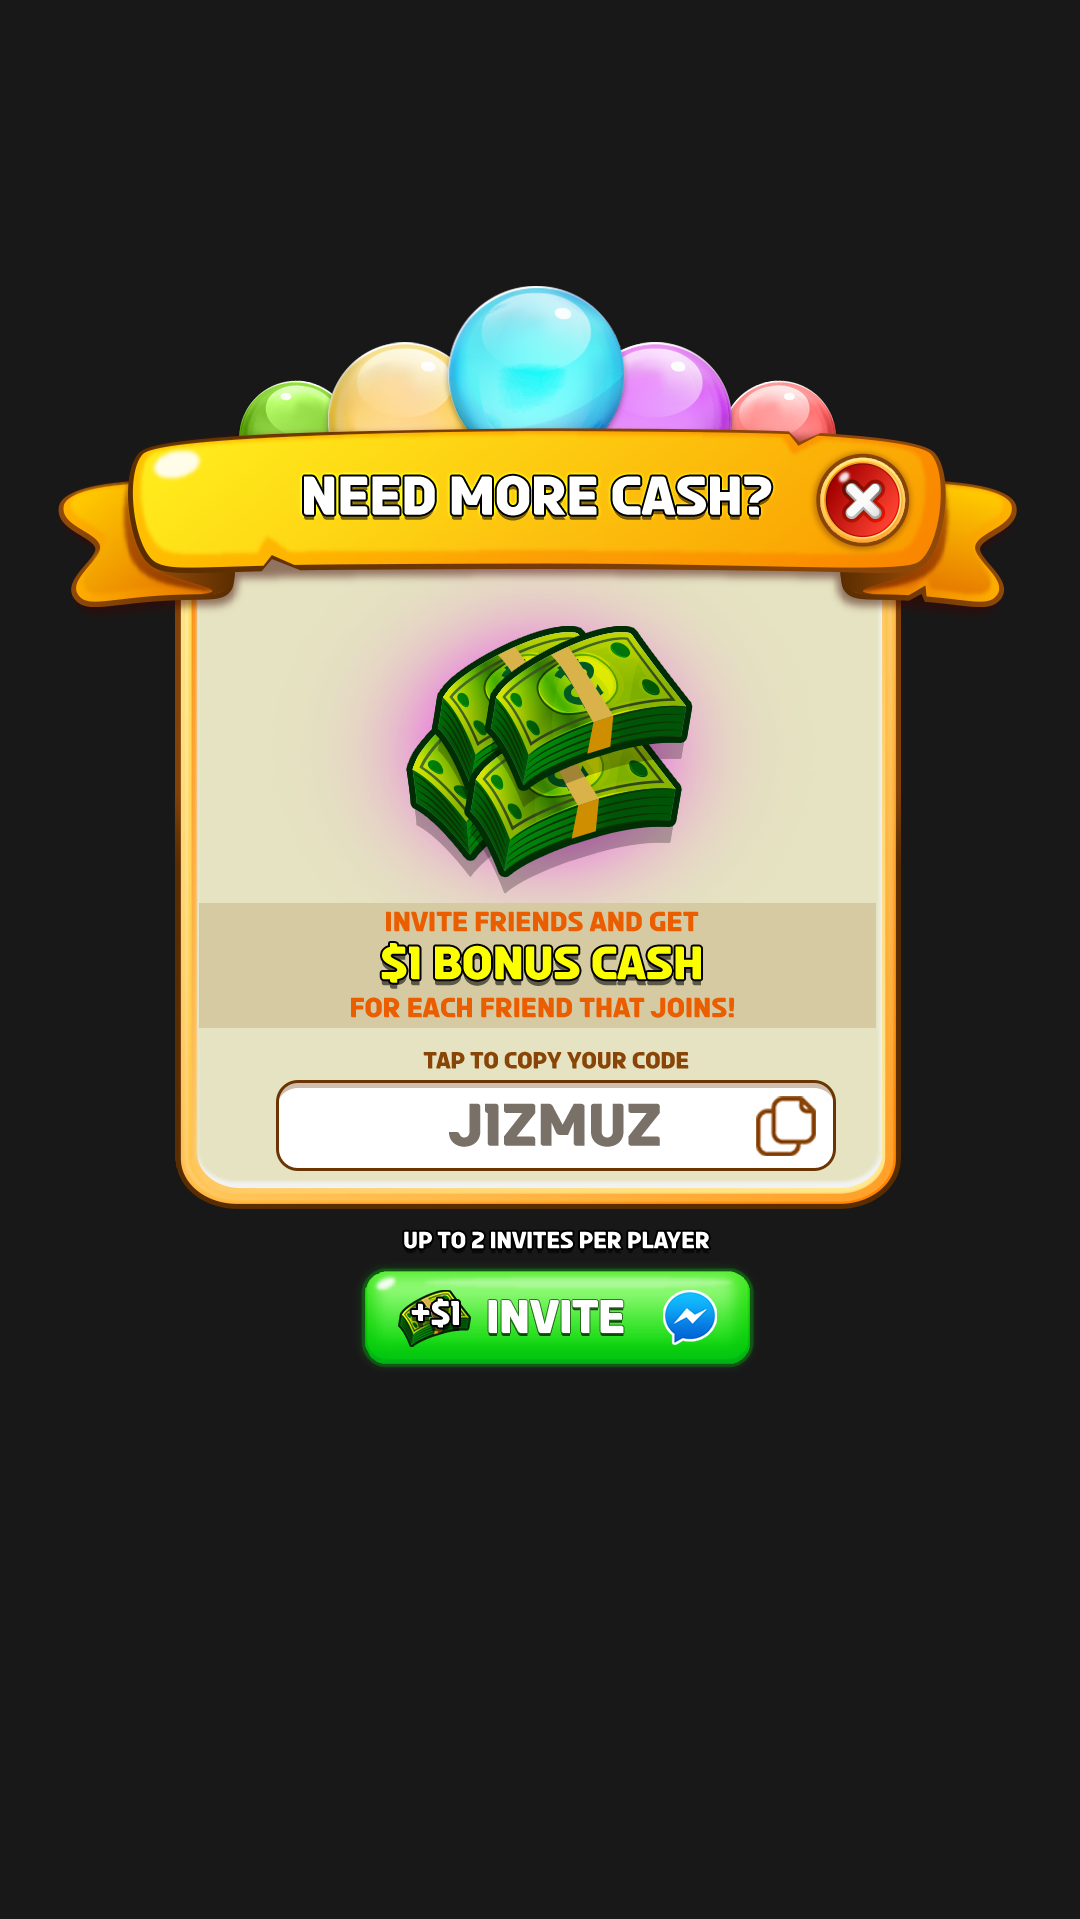 NEED MORE CASH?
INVITE FRIENDS AND GET
$1 BONUS CASH
FOR EACH FRIEND THAT JOINS!
TAP TO COPY YOUR CODE
J1ZMUZ
UP TO 2 INVITES PER PLAYER
+$1 INVITE